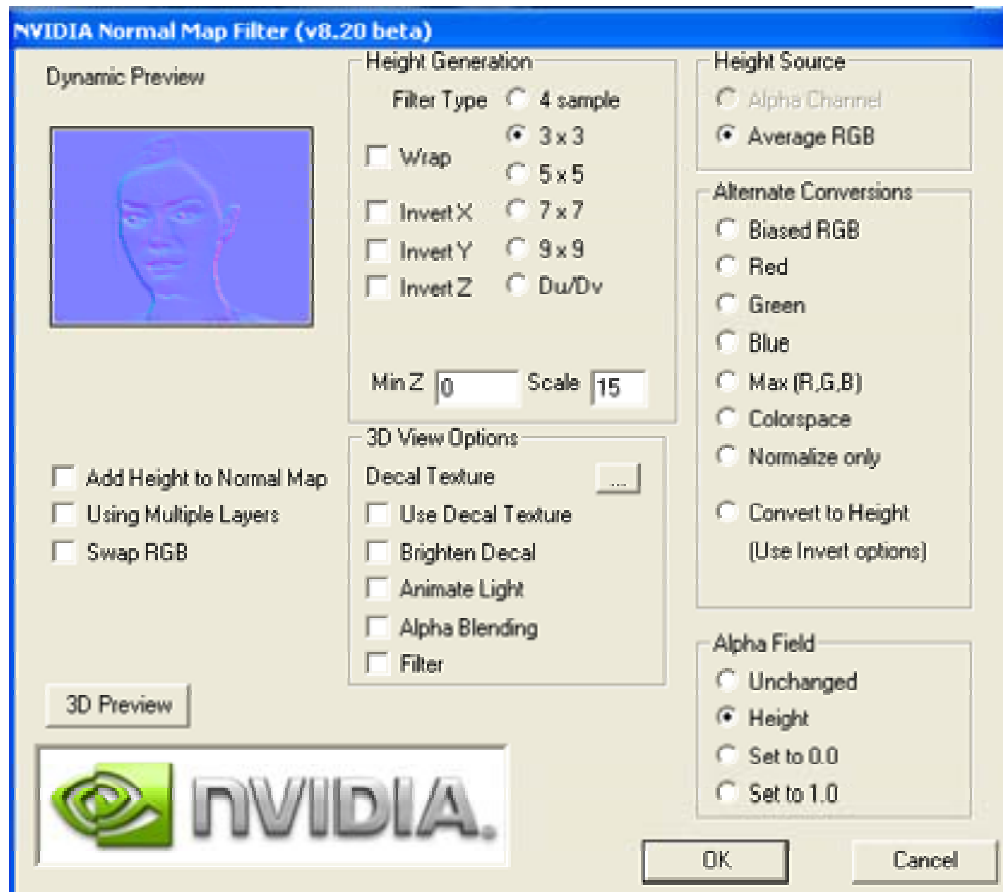 NVIDIA Normal Map Filter (v8.20 beta)
Dynamic Preview
Height Generation
Filter Type
4 sample
3 x 3
Wrap
5 x 5
Invert X
7 x 7
Invert Y
9 x 9
Invert Z
Du/Dv
Min Z
0
Scale
15
Height Source
Alpha Channel
Average RGB
Alternate Conversions
Biased RGB
Red
Green
Blue
Max (R,G,B)
Colorspace
Normalize only
Convert to Height
(Use Invert options)
Add Height to Normal Map
Using Multiple Layers
Swap RGB
3D View Options
Decal Texture
...
Use Decal Texture
Brighten Decal
Animate Light
Alpha Blending
Filter
Alpha Field
Unchanged
Height
Set to 0.0
Set to 1.0
3D Preview
NVIDIA.
OK
Cancel